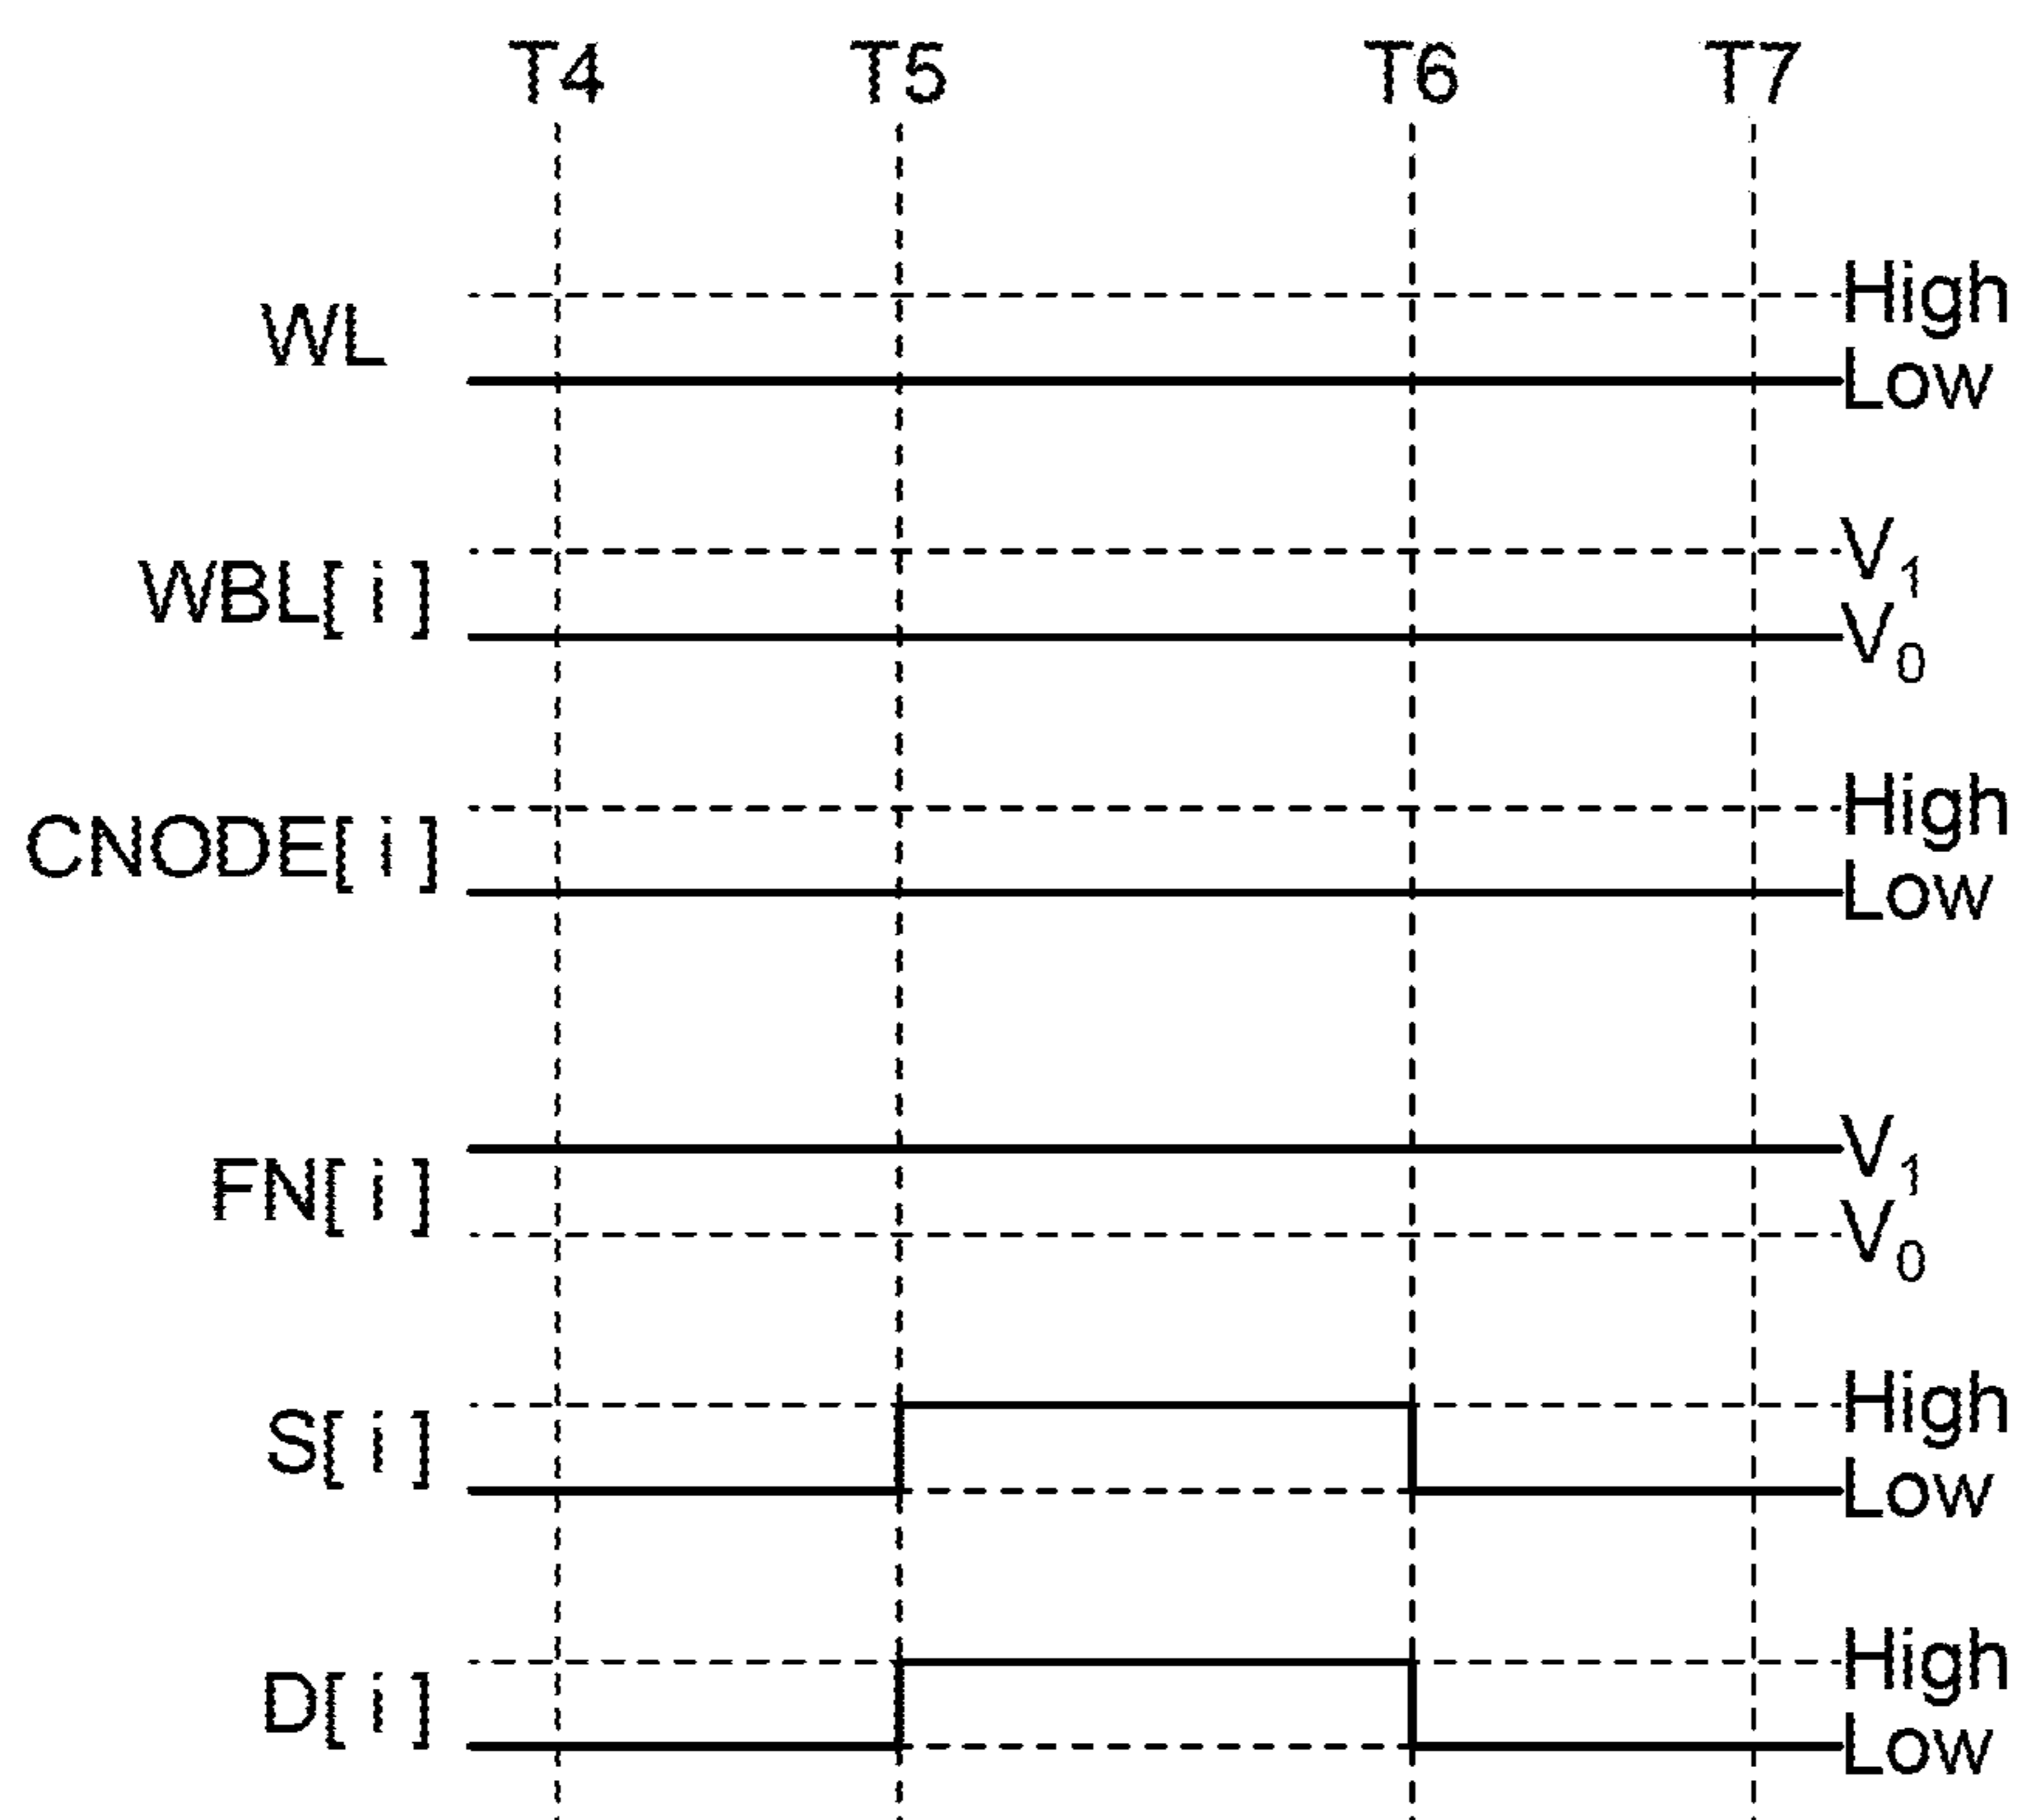 T4 T5 T6 T7
High
WL
Low
V1
WBL[ i ]
V0
High
CNODE[ i ]
Low
V1
FN[ i ]
V0
High
S[ i ]
Low
High
D[ i ]
Low